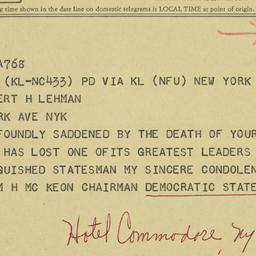 ng time shown in the date line on domestic telegrams is LOCAL TIME at point of origin.
A768
(KL-NC433) PD VIA KL (NFU) NEW YORK
ERT H LEHMAN
RK AVE NYK
FOUNDLY SADDENED BY THE DEATH OF YOUR
HAS LOST ONE OFITS GREATEST LEADERS
GUISHED STATESMAN MY SINCERE CONDOLEN
M H MC KEON CHAIRMAN DEMOCRATIC STATE
Hotel Commodore, Ny